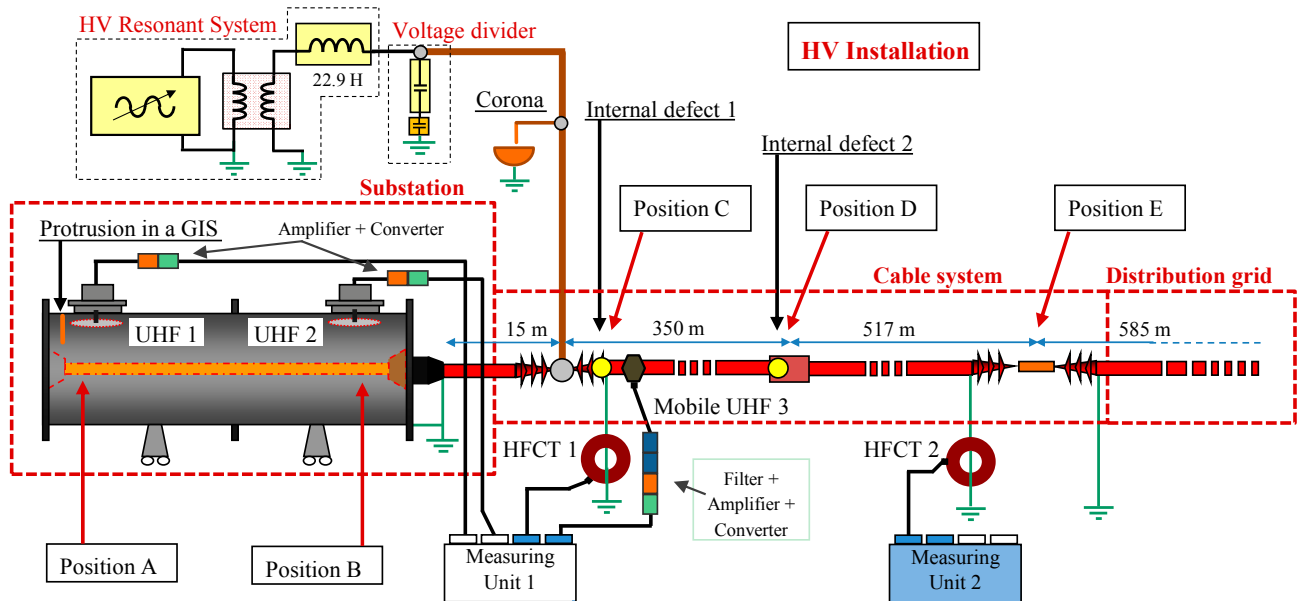 HV Resonant System
Voltage divider
HV Installation
22.9 H
Corona
Internal defect 1
Internal defect 2
Substation
Position C
Position D
Position E
Protrusion in a GIS
Amplifier + Converter
Cable system
Distribution grid
UHF 1
UHF 2
15 m
350 m
517 m
585 m
Mobile UHF 3
HFCT 1
HFCT 2
Filter +
Amplifier +
Converter
Position A
Position B
Measuring
Unit 1
Measuring
Unit 2